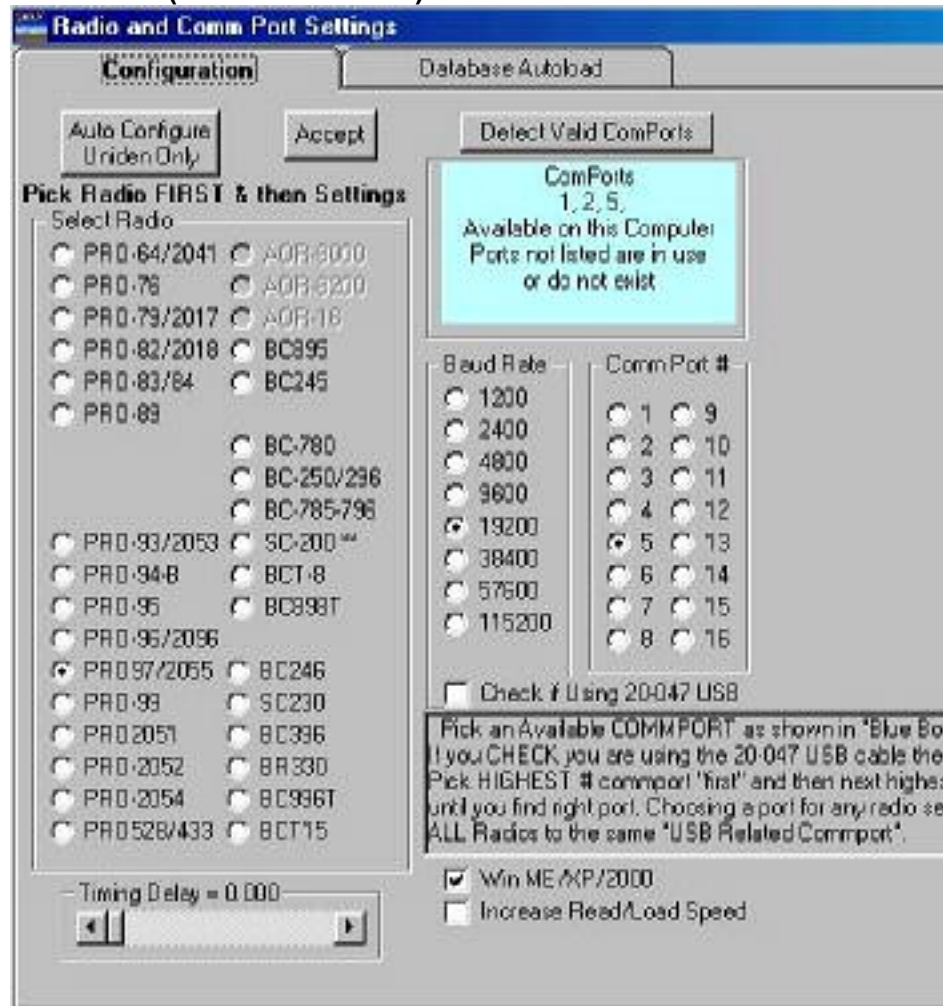 Radio and Comm Port Settings
Configuration
Database Autoload
Auto Configure
Uniden Only
Accept
Detect Valid ComPorts
Pick Radio FIRST & then Settings
ComPorts
1, 2, 5,
Available on this Computer
Ports not listed are in use
or do not exist
Select Radio
PRO-64/2041 AOR-8000
PRO-76 AOR-8200
PRO-79/2017 AOR-16
PRO-82/2018 BC895
PRO-83/84 BC245
PRO-89
BC-780
BC-250/296
BC-785-796
PRO-93/2053 SC-200
PRO-94-B BCT-8
PRO-95 BC898T
PRO-96/2096
PRO97/2055 BC246
PRO-99 SC230
PRO2051 BC396
PRO-2052 BR330
PRO-2054 BC996T
PRO528/433 BCT15
Baud Rate
1200
2400
4800
9600
19200
38400
57600
115200
Comm Port #
1 9
2 10
3 11
4 12
5 13
6 14
7 15
8 16
Check if Using 20-047 USB
Pick an Available COMMPORT as shown in "Blue Bo
If you CHECK you are using the 20-047 USB cable the
Pick HIGHEST # commport "first" and then next highes
until you find right port. Choosing a port for any radio se
ALL Radios to the same "USB Related Commport".
Timing Delay = 0.000
Win ME/XP/2000
Increase Read/Load Speed